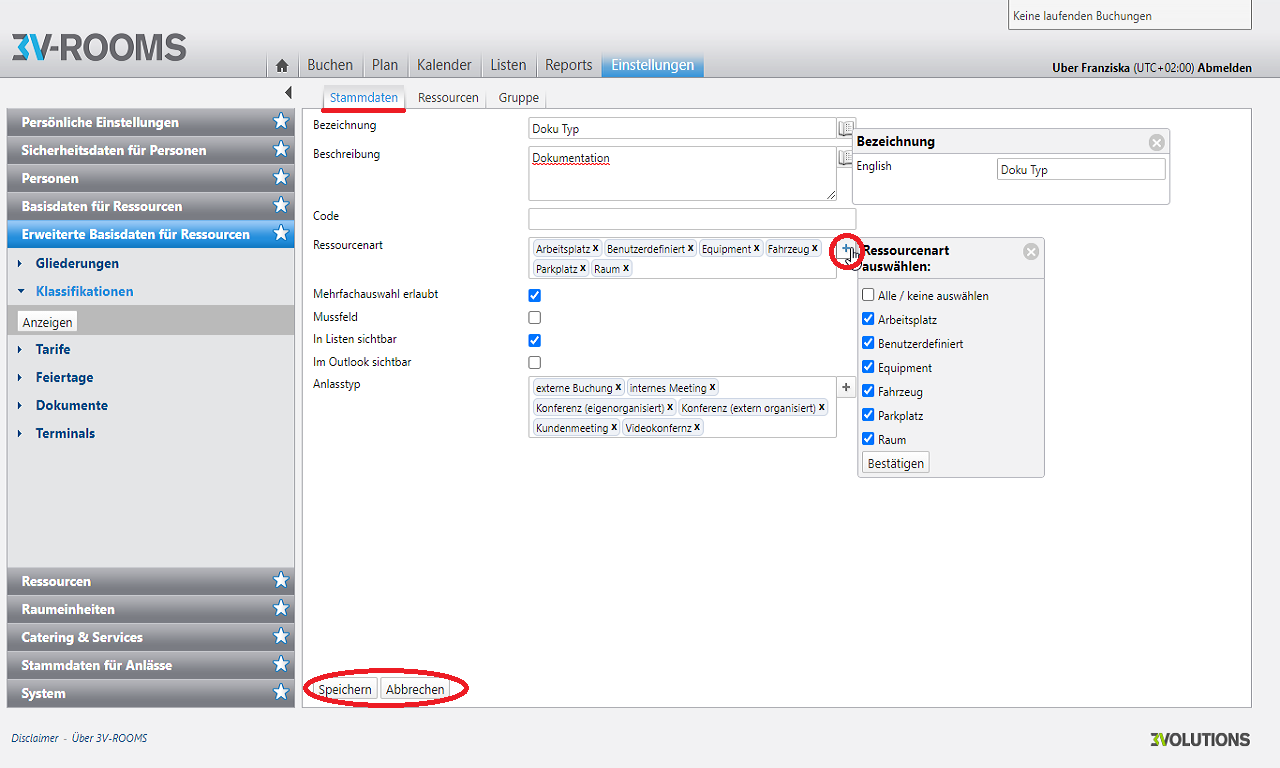 Keine laufenden Buchungen
3V-ROOMS
Buchen Plan Kalender Listen Reports Einstellungen
Uber Franziska (UTC+02:00) Abmelden
Stammdaten Ressourcen Gruppe
Persönliche Einstellungen
Sicherheitsdaten für Personen
Personen
Basisdaten für Ressourcen
Erweiterte Basisdaten für Ressourcen
Gliederungen
Klassifikationen
Anzeigen
Tarife
Feiertage
Dokumente
Terminals
Ressourcen
Raumeinheiten
Catering & Services
Stammdaten für Anlässe
System
Bezeichnung Doku Typ
Beschreibung Dokumentation
Code
Ressourcenart Arbeitsplatz x Benutzerdefiniert x Equipment x Fahrzeug x
Parkplatz x Raum x
Mehrfachauswahl erlaubt
Mussfeld
In Listen sichtbar
Im Outlook sichtbar
Anlasstyp externe Buchung x internes Meeting x
Konferenz (eigenorganisiert) x Konferenz (extern organisiert) x
Kundenmeeting x Videokonfernz x
Bezeichnung
English Doku Typ
Ressourcenart
auswählen:
Alle / keine auswählen
Arbeitsplatz
Benutzerdefiniert
Equipment
Fahrzeug
Parkplatz
Raum
Bestätigen
Speichern Abbrechen
Disclaimer - Über 3V-ROOMS
3VOLUTIONS